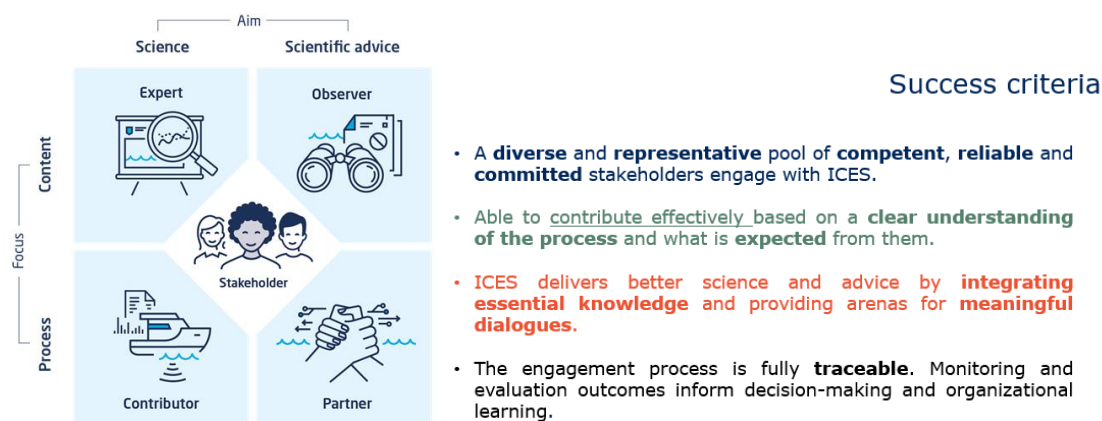 Aim
Science
Scientific advice
Expert
Observer
Content
Focus
Process
Stakeholder
Contributor
Partner
Success criteria
• A diverse and representative pool of competent, reliable and
committed stakeholders engage with ICES.
• Able to contribute effectively based on a clear understanding
of the process and what is expected from them.
• ICES delivers better science and advice by integrating
essential knowledge and providing arenas for meaningful
dialogues.
• The engagement process is fully traceable. Monitoring and
evaluation outcomes inform decision-making and organizational
learning.